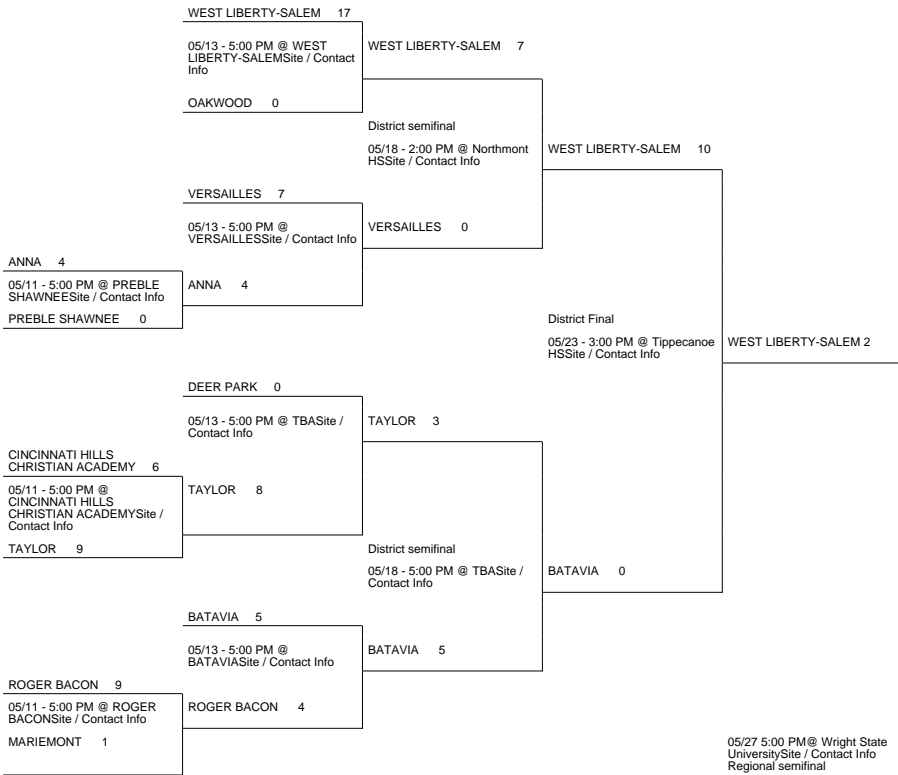 WEST LIBERTY-SALEM 17
05/13 - 5:00 PM @ WEST
LIBERTY-SALEMSite / Contact
Info
OAKWOOD 0
WEST LIBERTY-SALEM 7
District semifinal
05/18 - 2:00 PM @ Northmont
HSSite / Contact Info
WEST LIBERTY-SALEM 10
VERSAILLES 7
05/13 - 5:00 PM @
VERSAILLESSite / Contact Info
VERSAILLES 0
ANNA 4
05/11 - 5:00 PM @ PREBLE
SHAWNEESite / Contact Info
PREBLE SHAWNEE 0
ANNA 4
District Final
05/23 - 3:00 PM @ Tippecanoe
HSSite / Contact Info
WEST LIBERTY-SALEM 2
DEER PARK 0
05/13 - 5:00 PM @ TBASite /
Contact Info
TAYLOR 3
CINCINNATI HILLS
CHRISTIAN ACADEMY 6
05/11 - 5:00 PM @
CINCINNATI HILLS
CHRISTIAN ACADEMYSite /
Contact Info
TAYLOR 9
TAYLOR 8
District semifinal
05/18 - 5:00 PM @ TBASite /
Contact Info
BATAVIA 0
BATAVIA 5
05/13 - 5:00 PM @
BATAVIASite / Contact Info
BATAVIA 5
ROGER BACON 9
05/11 - 5:00 PM @ ROGER
BACONSite / Contact Info
MARIEMONT 1
ROGER BACON 4
05/27 5:00 PM@ Wright State
UniversitySite / Contact Info
Regional semifinal